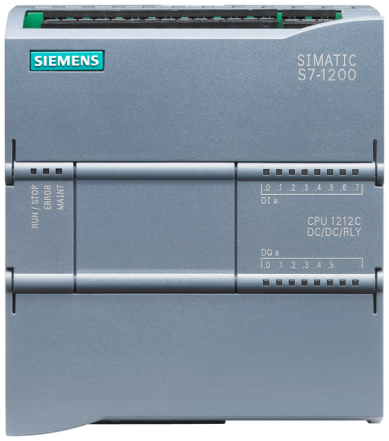 SIEMENS
SIMATIC
S7-1200
RUN / STOP
ERROR
MAINT
.0 .1 .2 .3 .4 .5 .6 .7
DI a
CPU 1212C
DC/DC/RLY
DQ a
.0 .1 .2 .3 .4 .5